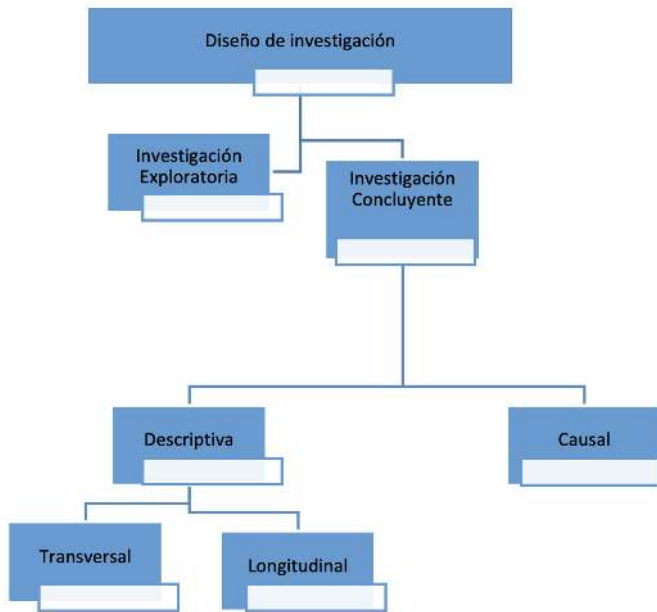 Diseño de investigación
Investigación
Exploratoria
Investigación
Concluyente
Descriptiva
Causal
Transversal
Longitudinal